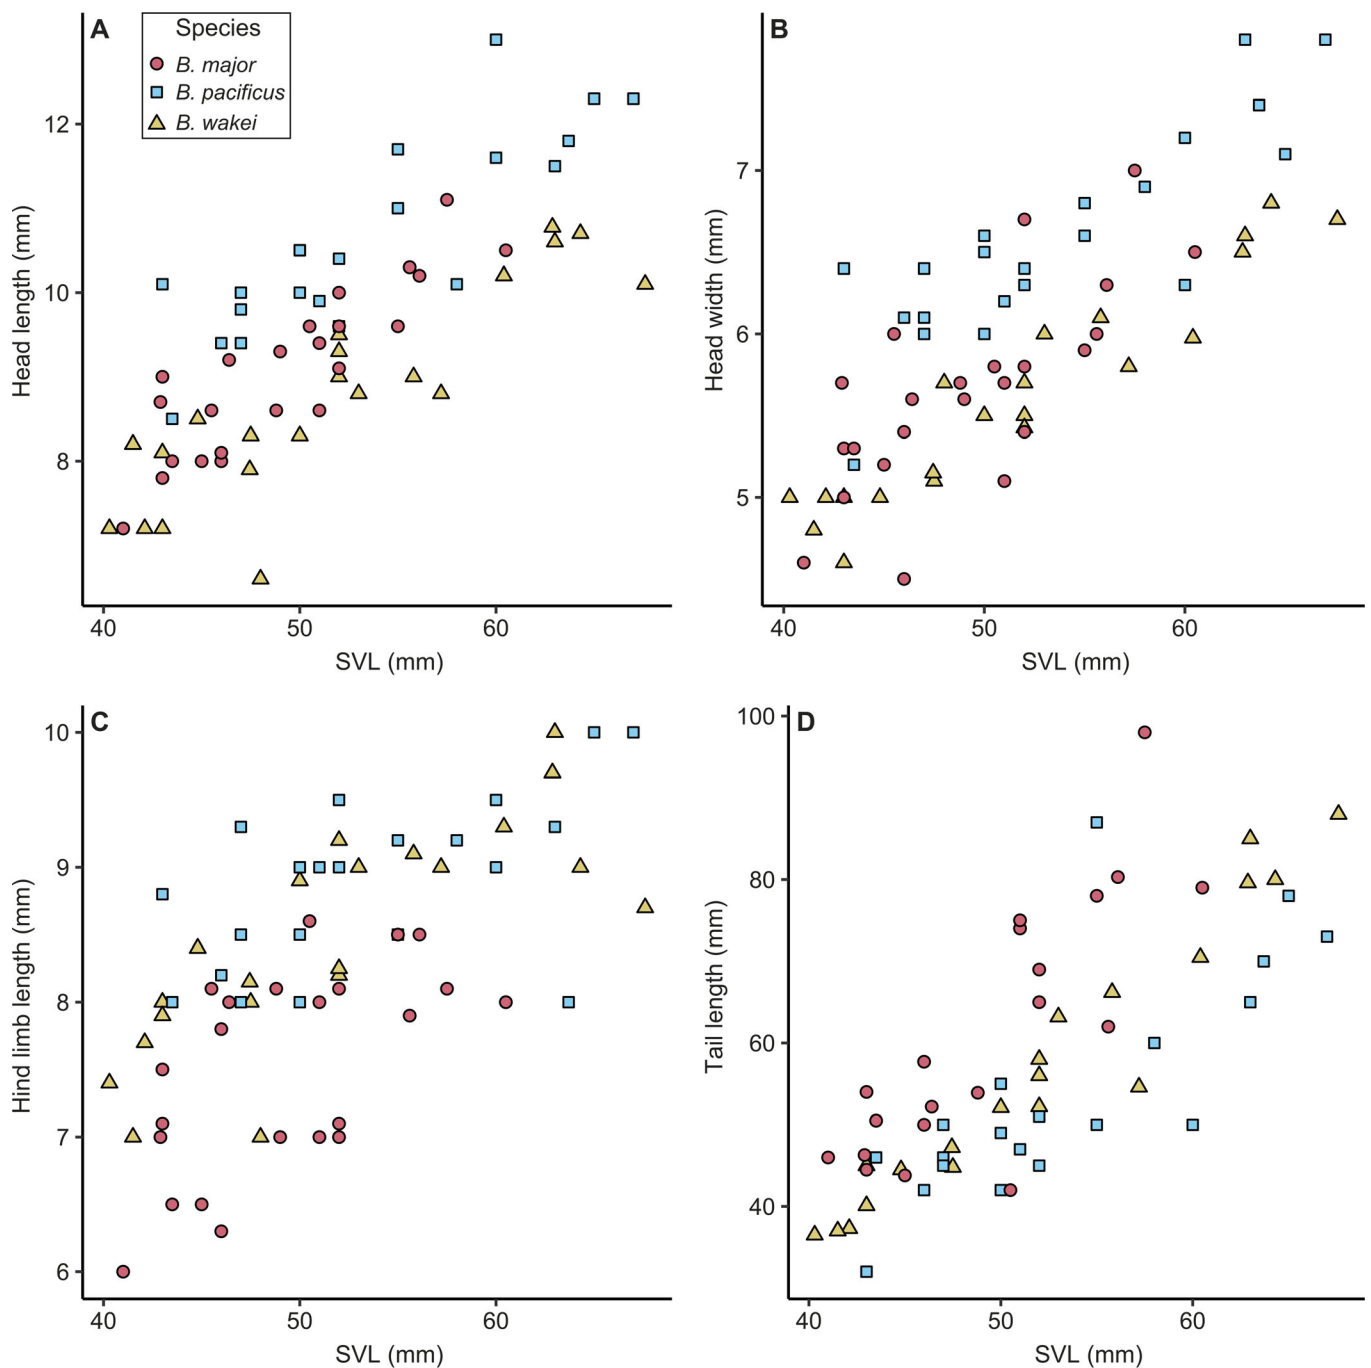 A
Species
B. major
B. pacificus
B. wakei
12
10
8
Head length (mm)
40 50 60
SVL (mm)
B
7
6
5
Head width (mm)
40 50 60
SVL (mm)
C
10
9
8
7
6
Hind limb length (mm)
40 50 60
SVL (mm)
D
100
80
60
40
Tail length (mm)
40 50 60
SVL (mm)